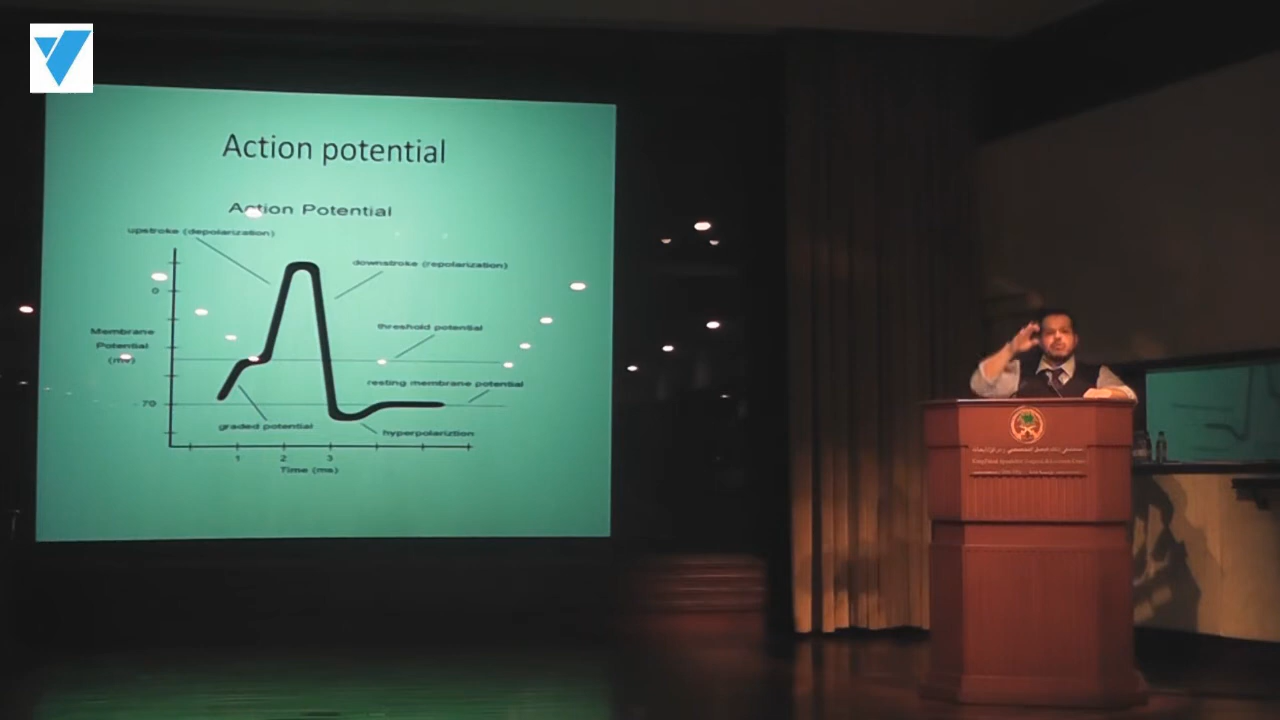 Action potential
Action Potential
upstroke (depolarization)
downstroke (repolarization)
0
threshold potential
Membrane
Potential
(mv)
resting membrane potential
-70
graded potential
hyperpolariztion
1 2 3
Time (ms)